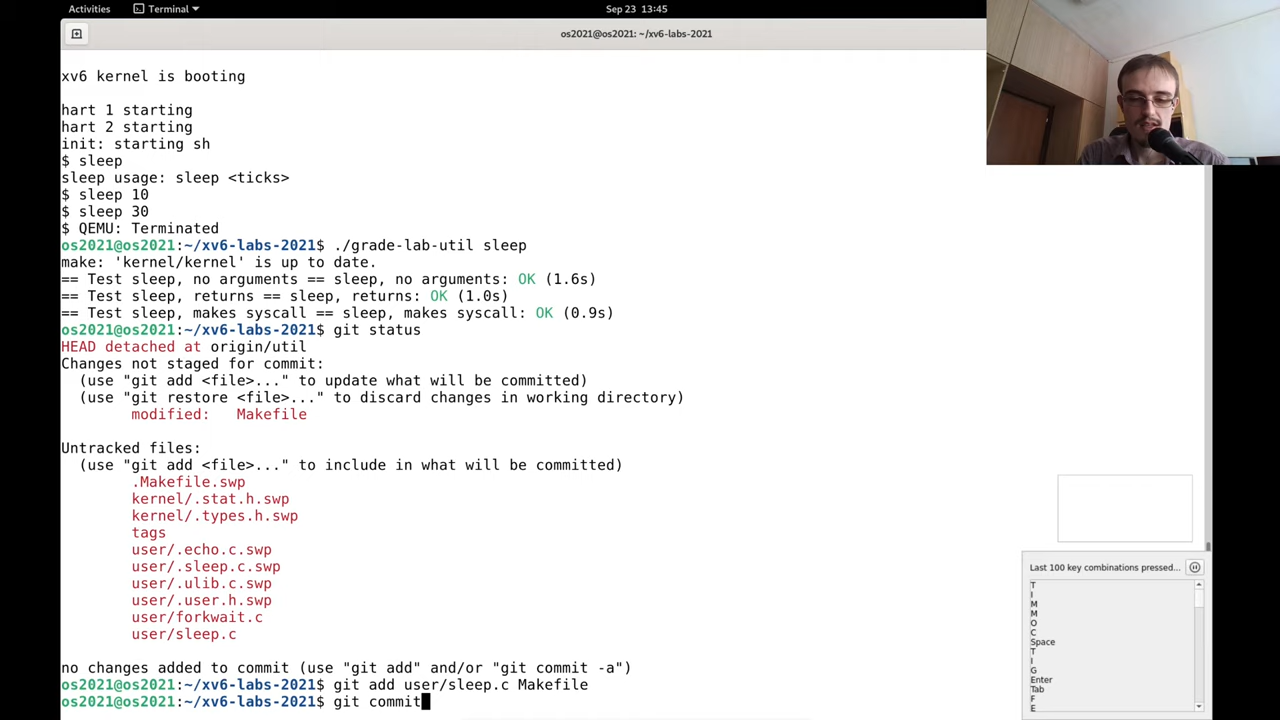 Activities
Terminal
Sep 23 13:45
os2021@os2021: ~/xv6-labs-2021
xv6 kernel is booting
hart 1 starting
hart 2 starting
init: starting sh
$ sleep
sleep usage: sleep <ticks>
$ sleep 10
$ sleep 30
$ QEMU: Terminated
os2021@os2021:~/xv6-labs-2021$ ./grade-lab-util sleep
make: 'kernel/kernel' is up to date.
== Test sleep, no arguments == sleep, no arguments: OK (1.6s)
== Test sleep, returns == sleep, returns: OK (1.0s)
== Test sleep, makes syscall == sleep, makes syscall: OK (0.9s)
os2021@os2021:~/xv6-labs-2021$ git status
HEAD detached at origin/util
Changes not staged for commit:
(use "git add <file>..." to update what will be committed)
(use "git restore <file>..." to discard changes in working directory)
modified: Makefile
Untracked files:
(use "git add <file>..." to include in what will be committed)
.Makefile.swp
kernel/.stat.h.swp
kernel/.types.h.swp
tags
user/.echo.c.swp
user/.sleep.c.swp
user/.ulib.c.swp
user/.user.h.swp
user/forkwait.c
user/sleep.c
no changes added to commit (use "git add" and/or "git commit -a")
os2021@os2021:~/xv6-labs-2021$ git add user/sleep.c Makefile
os2021@os2021:~/xv6-labs-2021$ git commit
Last 100 key combinations pressed...
T
I
M
M
O
C
Space
T
I
G
Enter
Tab
F
E